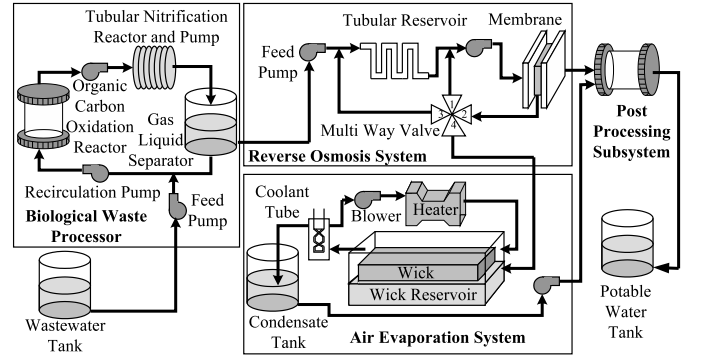 Tubular Nitrification
Reactor and Pump
Organic
Carbon
Oxidation
Reactor
Gas
Liquid
Separator
Recirculation Pump
Feed
Pump
Biological Waste
Processor
Wastewater
Tank
Tubular Reservoir
Membrane
Feed
Pump
1
3 2
4
Multi Way Valve
Reverse Osmosis System
Post
Processing
Subsystem
Coolant
Tube
Blower
Heater
Wick
Wick Reservoir
Condensate
Tank
Air Evaporation System
Potable
Water
Tank